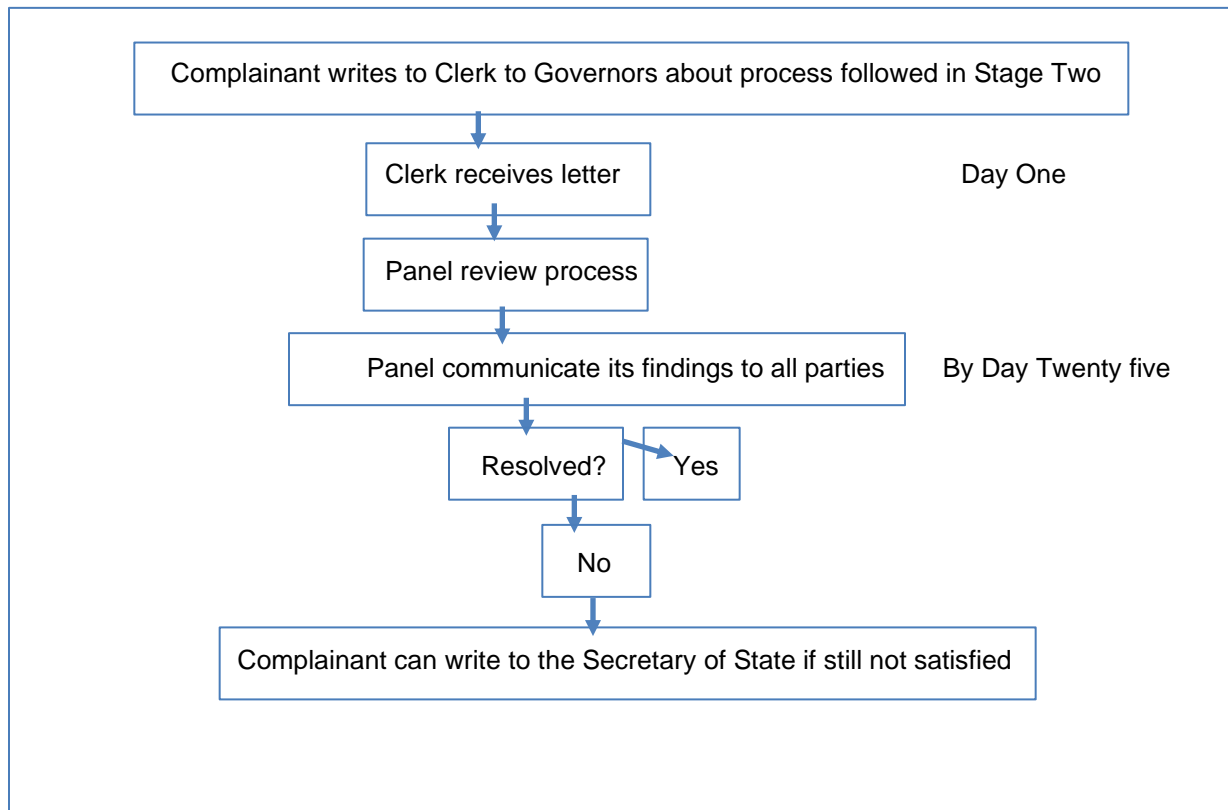 Complainant writes to Clerk to Governors about process followed in Stage Two
Clerk receives letter
Day One
Panel review process
Panel communicate its findings to all parties
By Day Twenty five
Resolved?
Yes
No
Complainant can write to the Secretary of State if still not satisfied